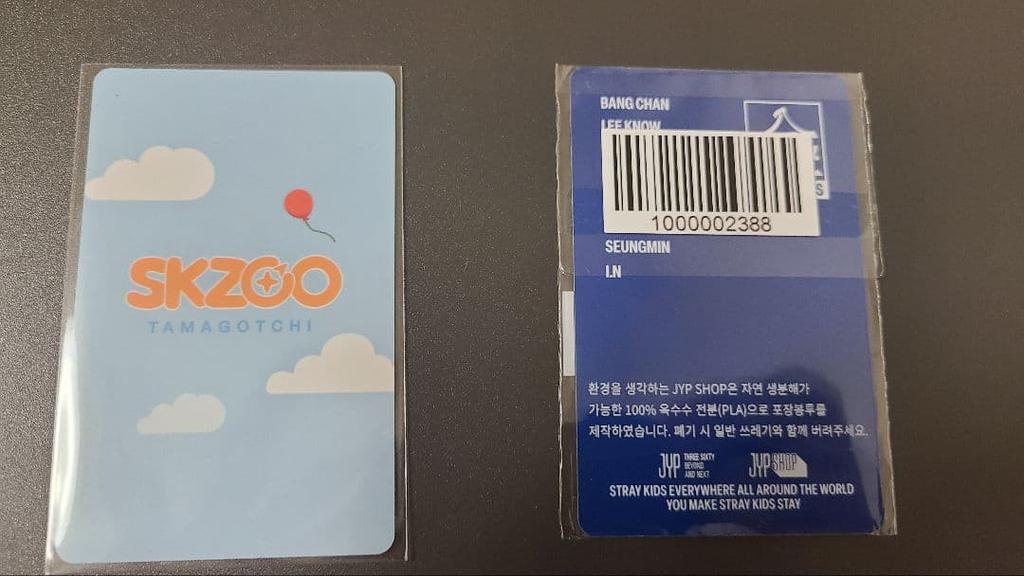 SKZOO
TAMAGOTCHI
BANG CHAN
LEE KNOW
1000002388
SEUNGMIN
I.N
환경을 생각하는 JYP SHOP은 자연 생분해가
가능한 100% 옥수수 전분(PLA)으로 포장봉투를
제작하였습니다. 폐기 시 일반 쓰레기와 함께 버려주세요.
JYP THREE SIXTY
BEYOND
AND NEXT
JYP SHOP
STRAY KIDS EVERYWHERE ALL AROUND THE WORLD
YOU MAKE STRAY KIDS STAY